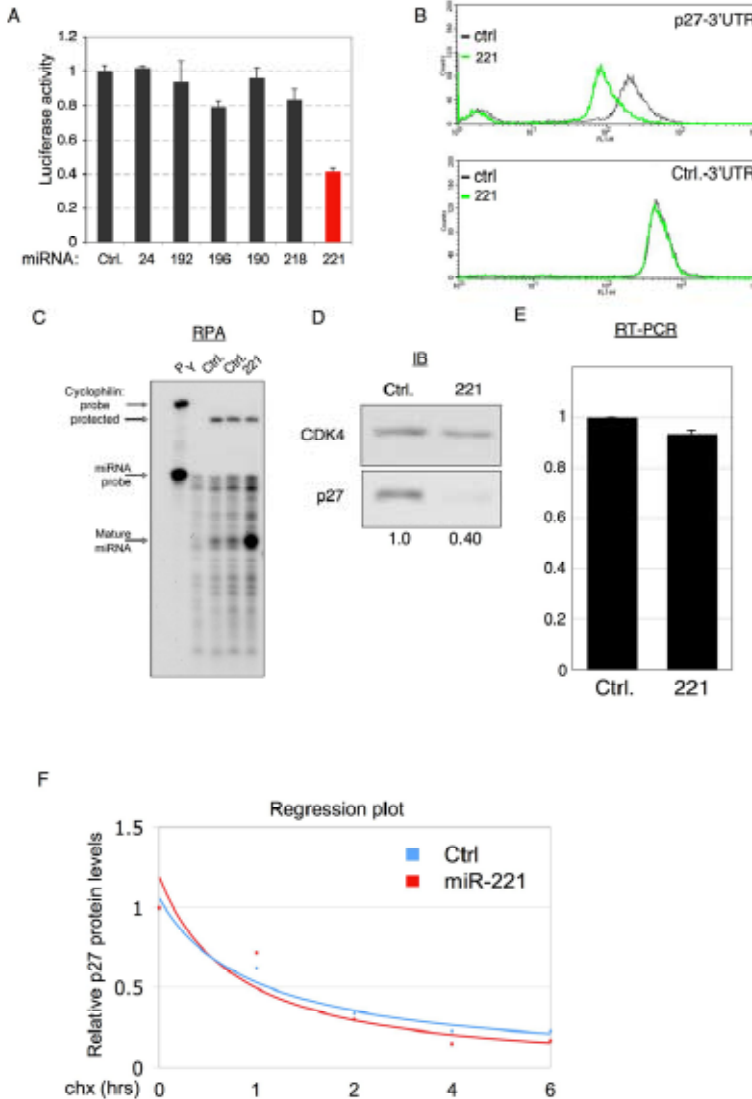 A
Luciferase activity
1.2
1
0.8
0.6
0.4
0.2
0
miRNA: Ctrl. 24 192 196 190 218 221
B
p27-3'UTR
ctrl
221
Counts
Ctrl.-3'UTR
ctrl
221
Counts
C
RPA
Ctrl. Ctrl. 221
Cyclophilin:
probe
protected
miRNA
probe
Mature
miRNA
D
IB
Ctrl. 221
CDK4
p27
1.0 0.40
E
RT-PCR
1
0.8
0.6
0.4
0.2
0
Ctrl. 221
F
Regression plot
Relative p27 protein levels
1.5
1
0.5
0
Ctrl
miR-221
chx (hrs) 0 1 2 4 6